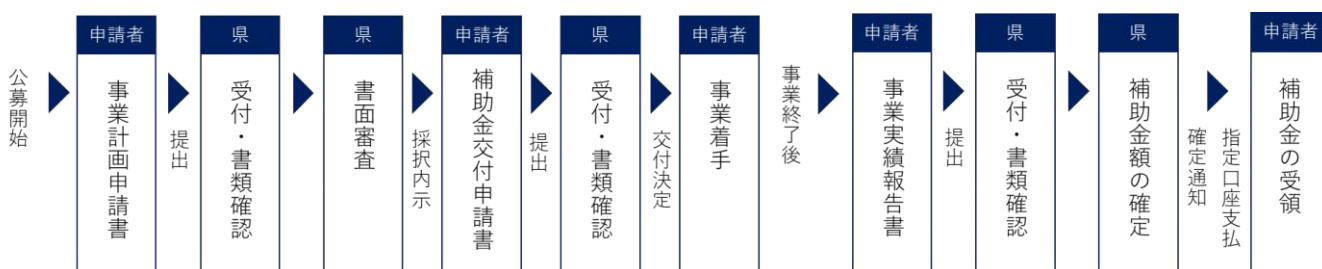 公募開始
申請者
事業計画申請書
提出
県
受付・書類確認
県
書面審査
採択内示
申請者
補助金交付申請書
提出
県
受付・書類確認
交付決定
申請者
事業着手
事業終了後
申請者
事業実績報告書
提出
県
受付・書類確認
県
補助金額の確定
確定通知
指定口座支払
申請者
補助金の受領